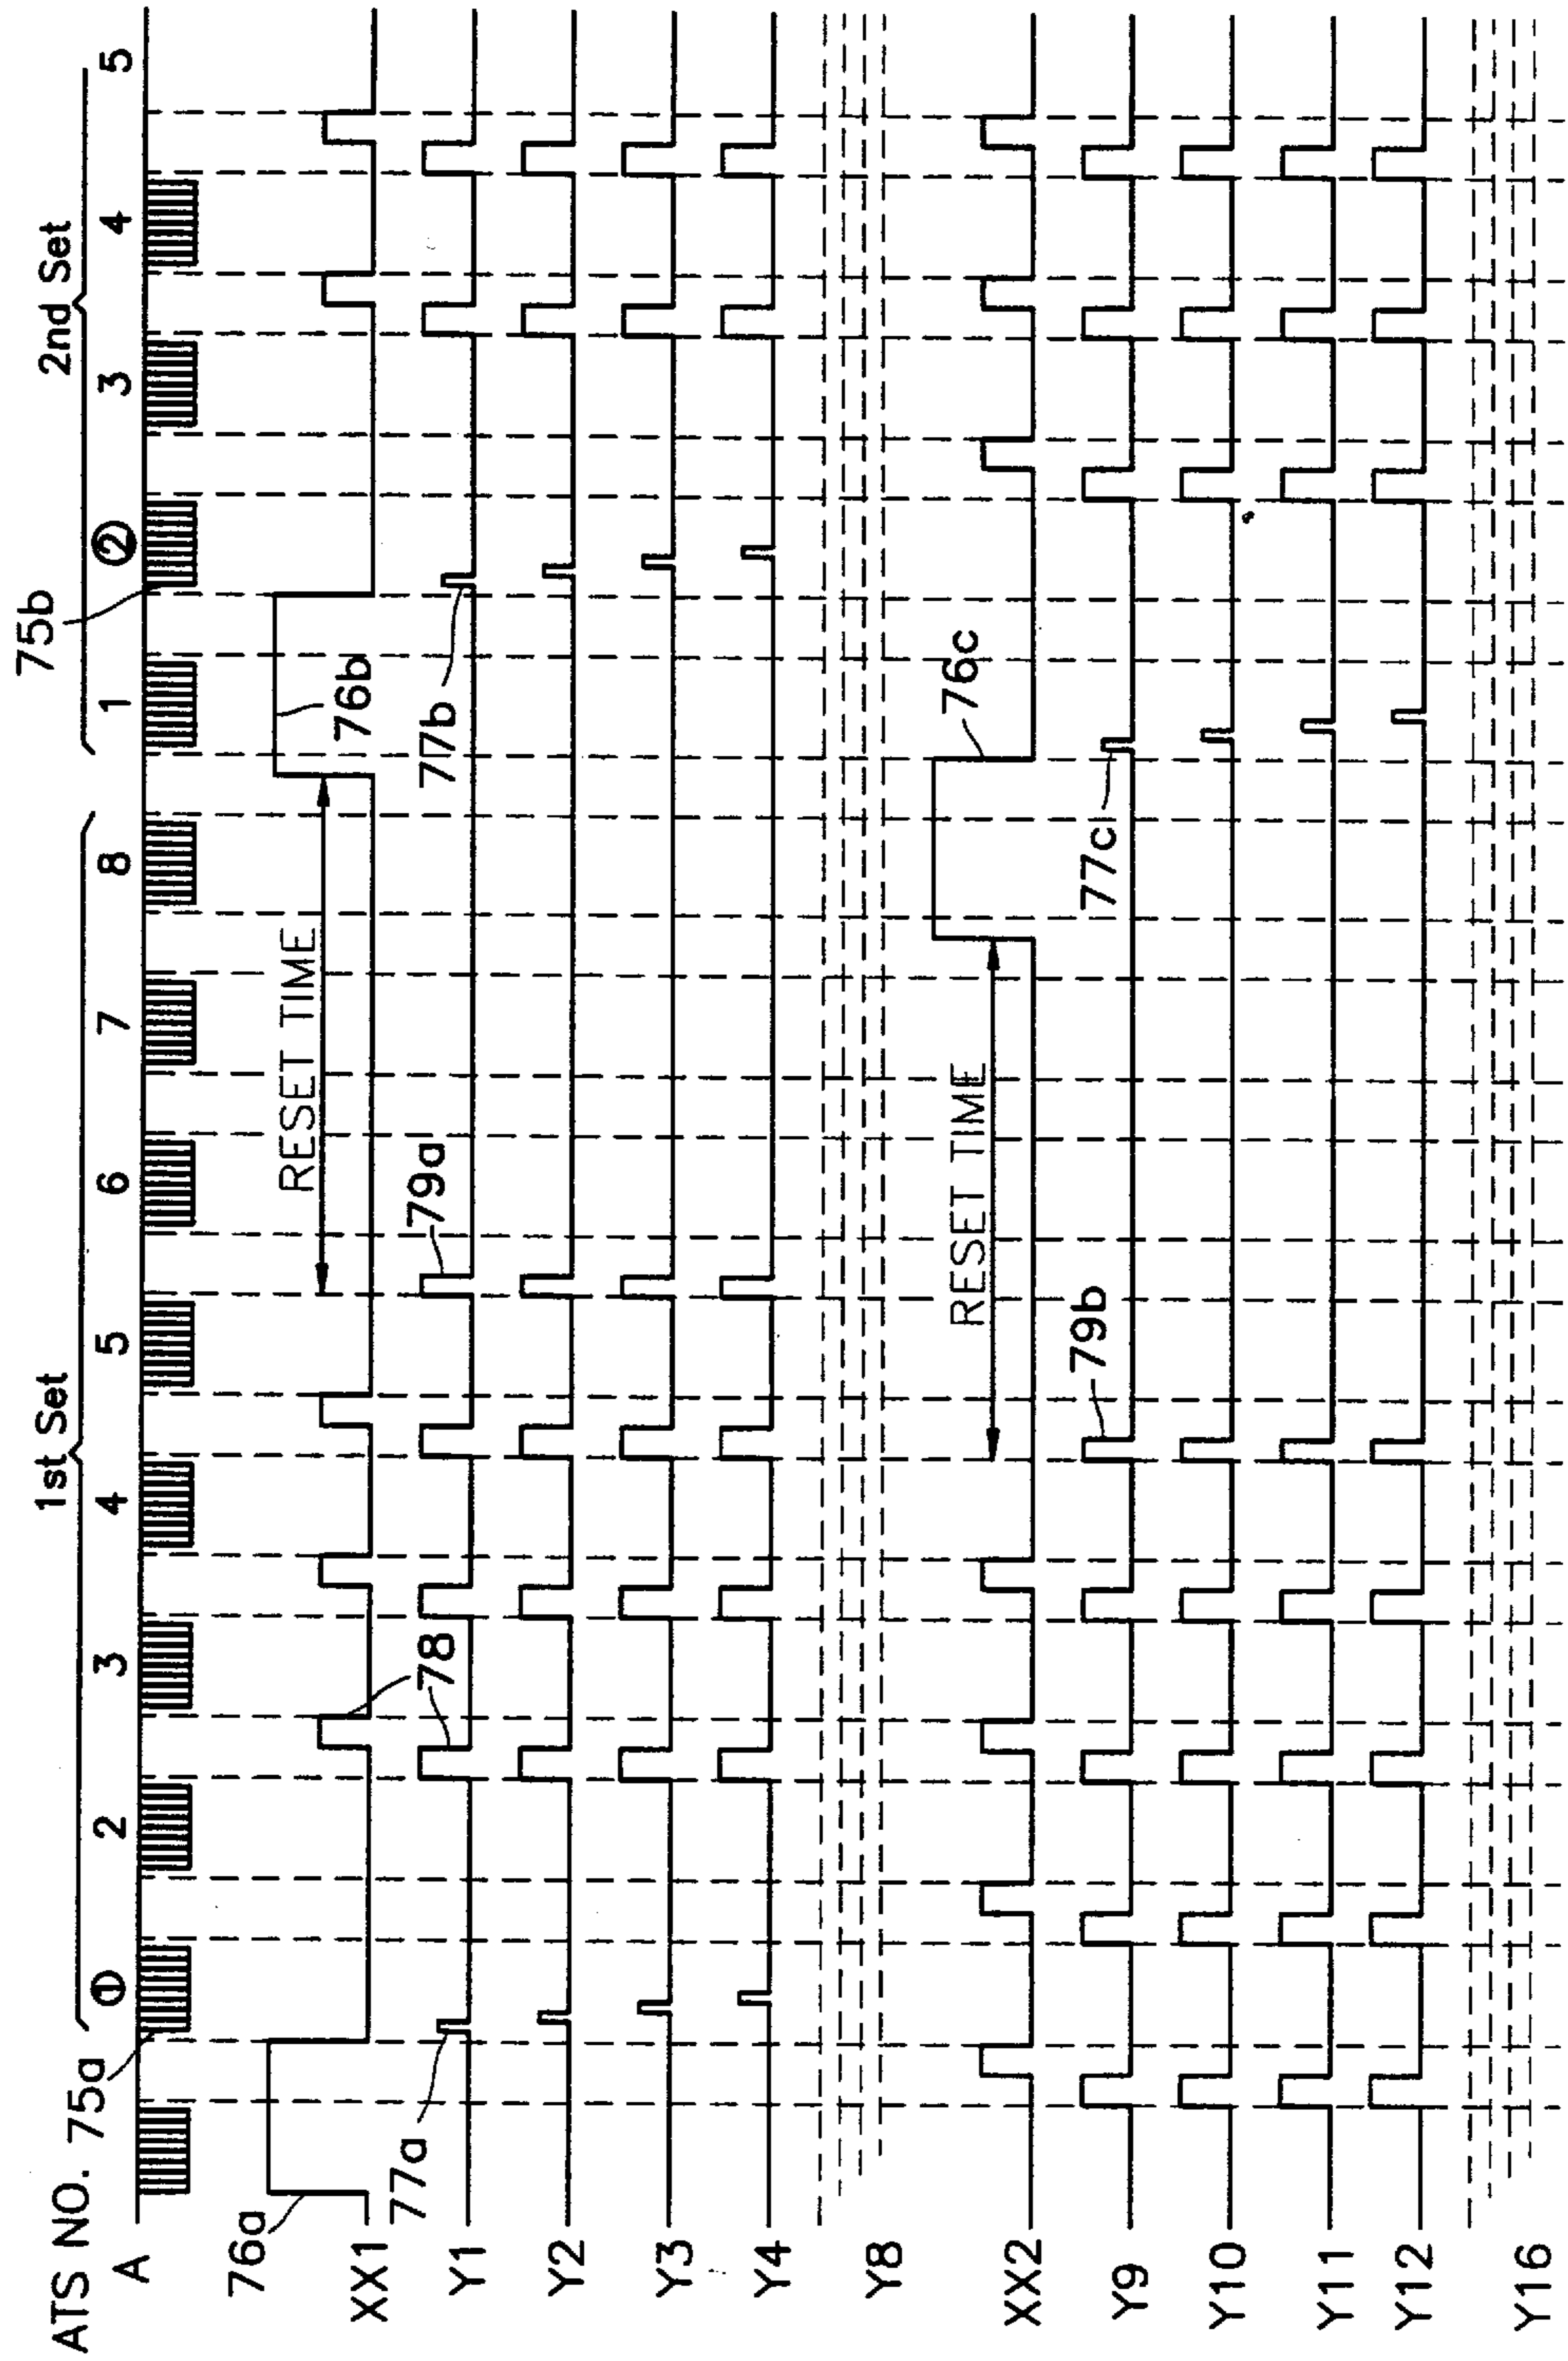 1st Set 2nd Set
75b
ATS NO. 75a ① 2 3 4 5 6 7 8 1 ② 3 4 5
A
76a
76b
RESET TIME
XX1
78 79a
77a 77b
Y1
Y2
Y3
Y4
Y8
76c
RESET TIME
XX2
79b 77c
Y9
Y10
Y11
Y12
Y16